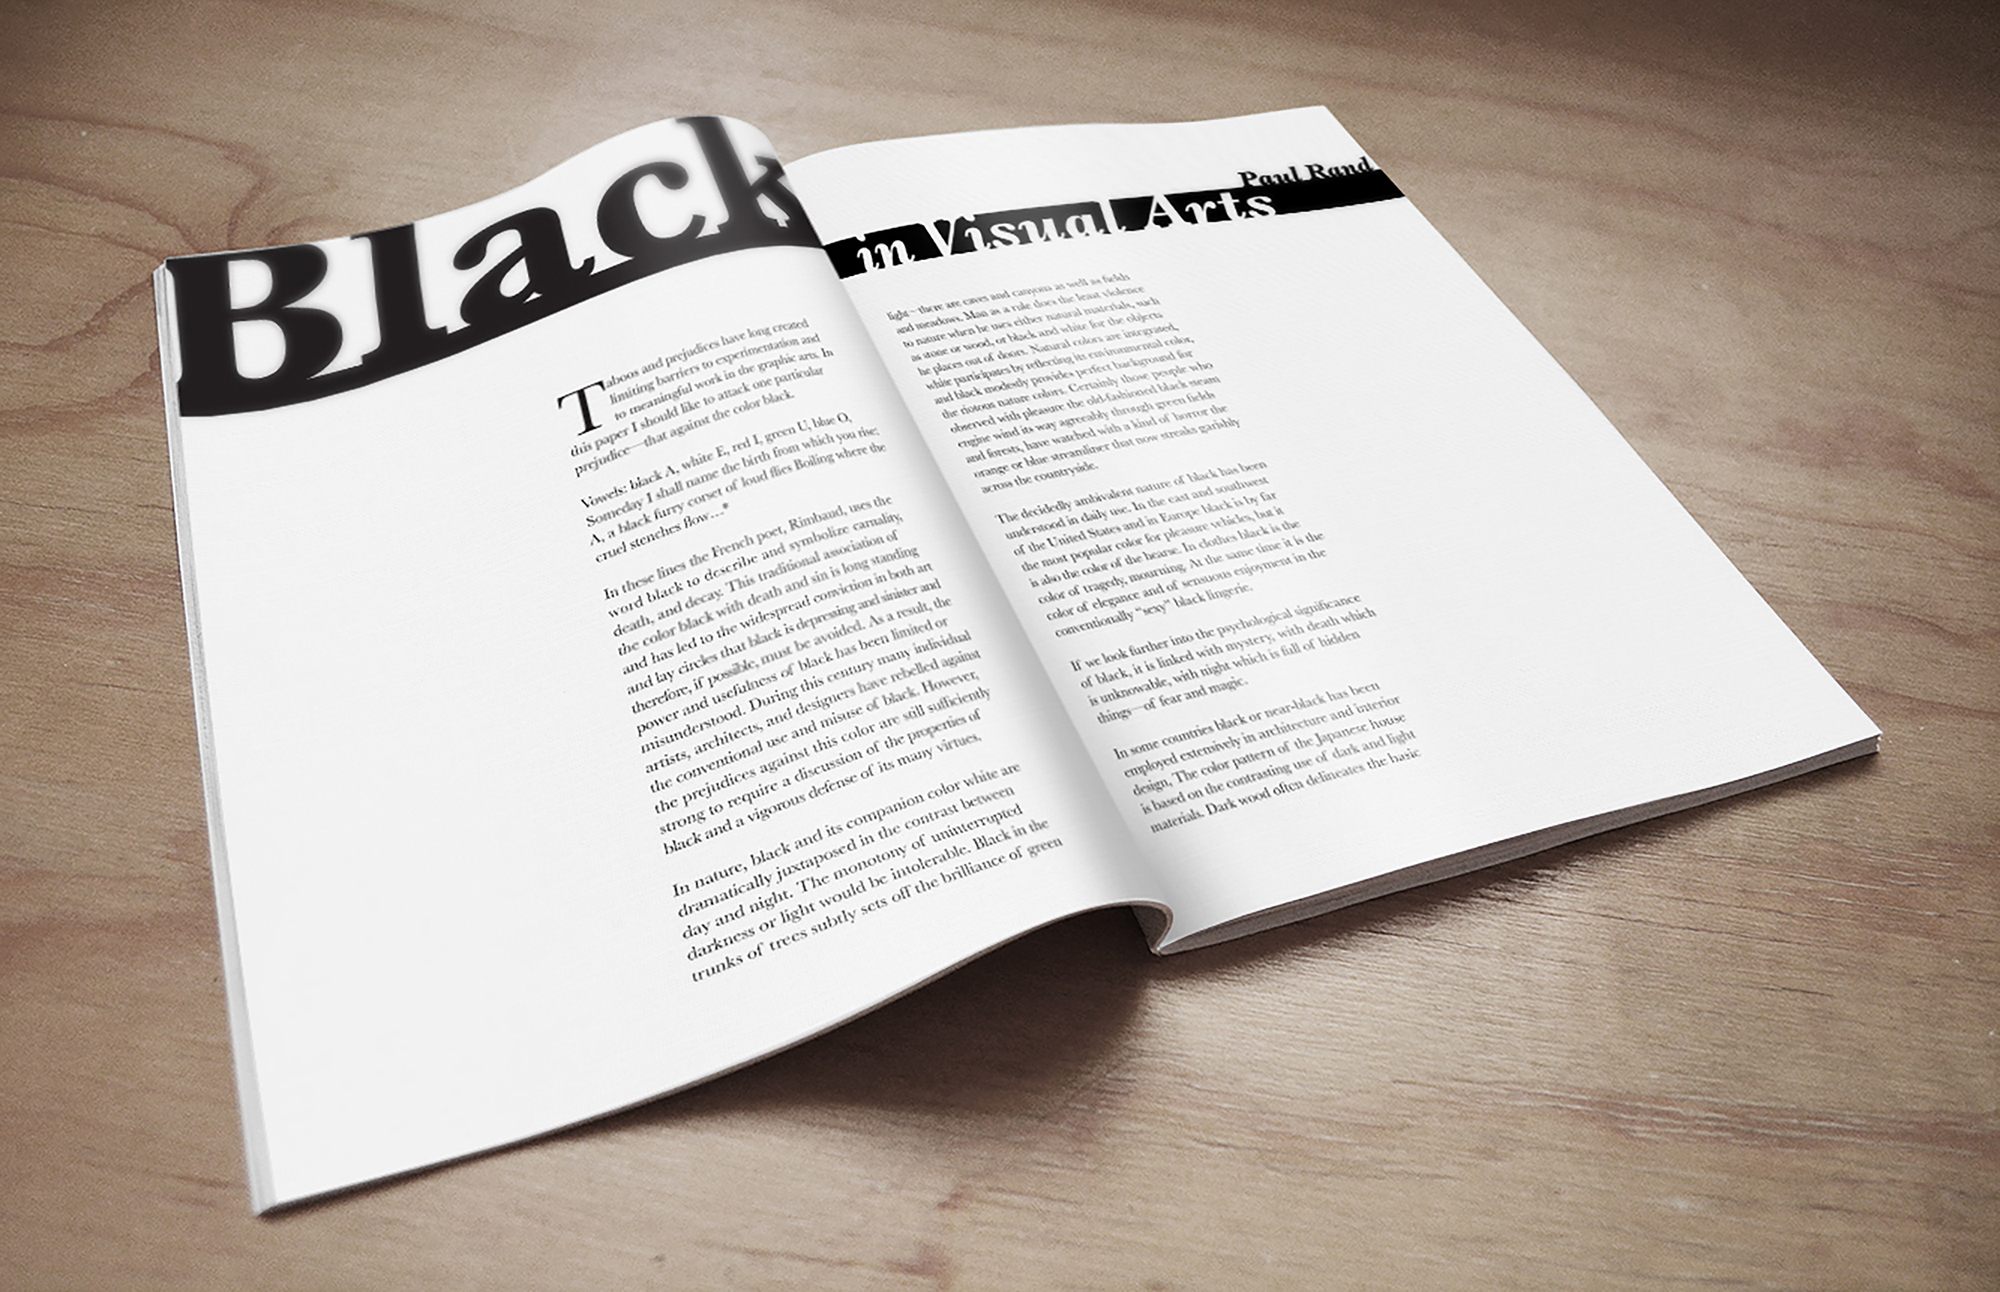 Black
Taboos and prejudices have long created
limiting barriers to experimentation and
to meaningful work in the graphic arts. In
this paper I should like to attack one particular
prejudice—that against the color black.
Vowels: black A, white E, red I, green U, blue O,
Someday I shall name the birth from which you rise;
A, a black furry corset of loud flies Boiling where the
cruel stenches flow...*
In these lines the French poet, Rimbaud, uses the
word black to describe and symbolize carnality,
death, and decay. This traditional association of
the color black with death and sin is long standing
and has led to the widespread conviction in both art
and lay circles that black is depressing and sinister and
therefore, if possible, must be avoided. As a result, the
power and usefulness of black has been limited or
misunderstood. During this century many individual
artists, architects, and designers have rebelled against
the conventional use and misuse of black. However,
the prejudices against this color are still sufficiently
strong to require a discussion of the properties of
black and a vigorous defense of its many virtues.
In nature, black and its companion color white are
dramatically juxtaposed in the contrast between
day and night. The monotony of uninterrupted
darkness or light would be intolerable. Black in the
trunks of trees subtly sets off the brilliance of green
Paul Rand
in Visual Arts
light—there are caves and canyons as well as fields
and meadows. Man as a rule does the least violence
to nature when he uses either natural materials, such
as stone or wood, or black and white for the objects
he places out of doors. Natural colors are integrated,
white participates by reflecting its environmental color,
and black modestly provides perfect background for
the riotous nature colors. Certainly those people who
observed with pleasure the old-fashioned black steam
engine wind its way agreeably through green fields
and forests, have watched with a kind of horror the
orange or blue streamliner that now streaks garishly
across the countryside.
The decidedly ambivalent nature of black has been
understood in daily use. In the east and southwest
of the United States and in Europe black is by far
the most popular color for pleasure vehicles, but it
is also the color of the hearse. In clothes black is the
color of tragedy, mourning. At the same time it is the
color of elegance and of sensuous enjoyment in the
conventionally “sexy” black lingerie.
If we look further into the psychological significance
of black, it is linked with mystery, with death which
is unknowable, with night which is full of hidden
things—of fear and magic.
In some countries black or near-black has been
employed extensively in architecture and interior
design, The color pattern of the Japanese house
is based on the contrasting use of dark and light
materials. Dark wood often delineates the basic